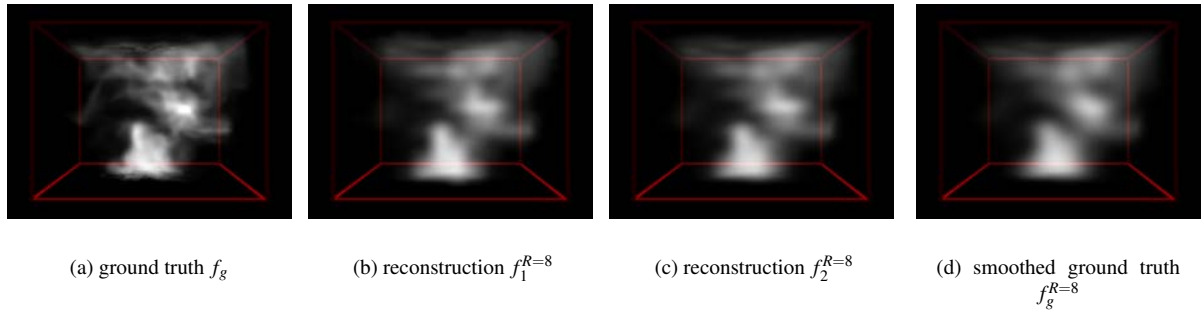 (a) ground truth f_g
(b) reconstruction f_1^{R=8}
(c) reconstruction f_2^{R=8}
(d) smoothed ground truth
f_g^{R=8}